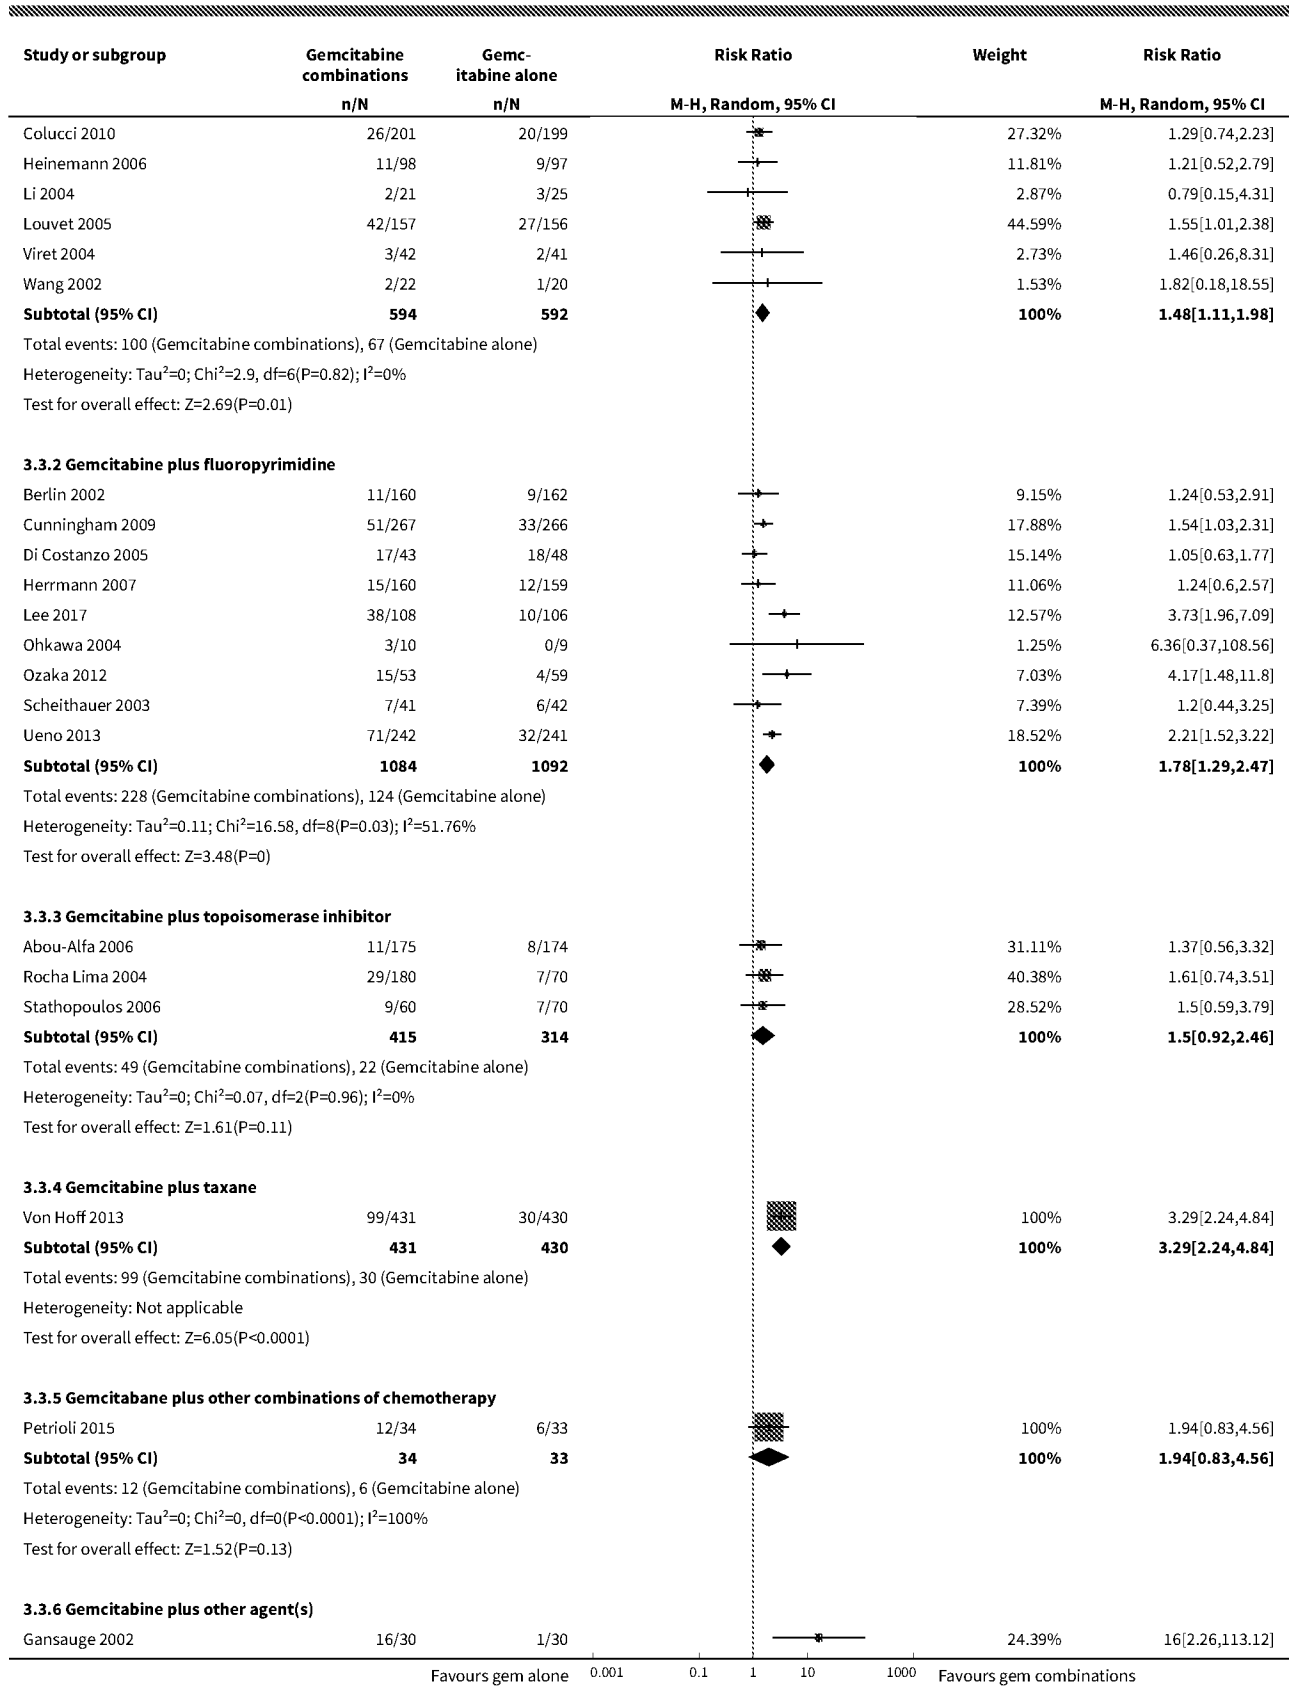 Study or subgroup Gemcitabine combinations Gemc-itabine alone Risk Ratio Weight Risk Ratio
n/N n/N M-H, Random, 95% CI M-H, Random, 95% CI
Colucci 2010 26/201 20/199 27.32% 1.29[0.74,2.23]
Heinemann 2006 11/98 9/97 11.81% 1.21[0.52,2.79]
Li 2004 2/21 3/25 2.87% 0.79[0.15,4.31]
Louvet 2005 42/157 27/156 44.59% 1.55[1.01,2.38]
Viret 2004 3/42 2/41 2.73% 1.46[0.26,8.31]
Wang 2002 2/22 1/20 1.53% 1.82[0.18,18.55]
Subtotal (95% CI) 594 592 100% 1.48[1.11,1.98]
Total events: 100 (Gemcitabine combinations), 67 (Gemcitabine alone)
Heterogeneity: Tau²=0; Chi²=2.9, df=6(P=0.82); I²=0%
Test for overall effect: Z=2.69(P=0.01)
3.3.2 Gemcitabine plus fluoropyrimidine
Berlin 2002 11/160 9/162 9.15% 1.24[0.53,2.91]
Cunningham 2009 51/267 33/266 17.88% 1.54[1.03,2.31]
Di Costanzo 2005 17/43 18/48 15.14% 1.05[0.63,1.77]
Herrmann 2007 15/160 12/159 11.06% 1.24[0.6,2.57]
Lee 2017 38/108 10/106 12.57% 3.73[1.96,7.09]
Ohkawa 2004 3/10 0/9 1.25% 6.36[0.37,108.56]
Ozaka 2012 15/53 4/59 7.03% 4.17[1.48,11.8]
Scheithauer 2003 7/41 6/42 7.39% 1.2[0.44,3.25]
Ueno 2013 71/242 32/241 18.52% 2.21[1.52,3.22]
Subtotal (95% CI) 1084 1092 100% 1.78[1.29,2.47]
Total events: 228 (Gemcitabine combinations), 124 (Gemcitabine alone)
Heterogeneity: Tau²=0.11; Chi²=16.58, df=8(P=0.03); I²=51.76%
Test for overall effect: Z=3.48(P=0)
3.3.3 Gemcitabine plus topoisomerase inhibitor
Abou-Alfa 2006 11/175 8/174 31.11% 1.37[0.56,3.32]
Rocha Lima 2004 29/180 7/70 40.38% 1.61[0.74,3.51]
Stathopoulos 2006 9/60 7/70 28.52% 1.5[0.59,3.79]
Subtotal (95% CI) 415 314 100% 1.5[0.92,2.46]
Total events: 49 (Gemcitabine combinations), 22 (Gemcitabine alone)
Heterogeneity: Tau²=0; Chi²=0.07, df=2(P=0.96); I²=0%
Test for overall effect: Z=1.61(P=0.11)
3.3.4 Gemcitabine plus taxane
Von Hoff 2013 99/431 30/430 100% 3.29[2.24,4.84]
Subtotal (95% CI) 431 430 100% 3.29[2.24,4.84]
Total events: 99 (Gemcitabine combinations), 30 (Gemcitabine alone)
Heterogeneity: Not applicable
Test for overall effect: Z=6.05(P<0.0001)
3.3.5 Gemcitabane plus other combinations of chemotherapy
Petrioli 2015 12/34 6/33 100% 1.94[0.83,4.56]
Subtotal (95% CI) 34 33 100% 1.94[0.83,4.56]
Total events: 12 (Gemcitabine combinations), 6 (Gemcitabine alone)
Heterogeneity: Tau²=0; Chi²=0, df=0(P<0.0001); I²=100%
Test for overall effect: Z=1.52(P=0.13)
3.3.6 Gemcitabine plus other agent(s)
Gansauge 2002 16/30 1/30 24.39% 16[2.26,113.12]
Favours gem alone 0.001 0.1 1 10 1000 Favours gem combinations